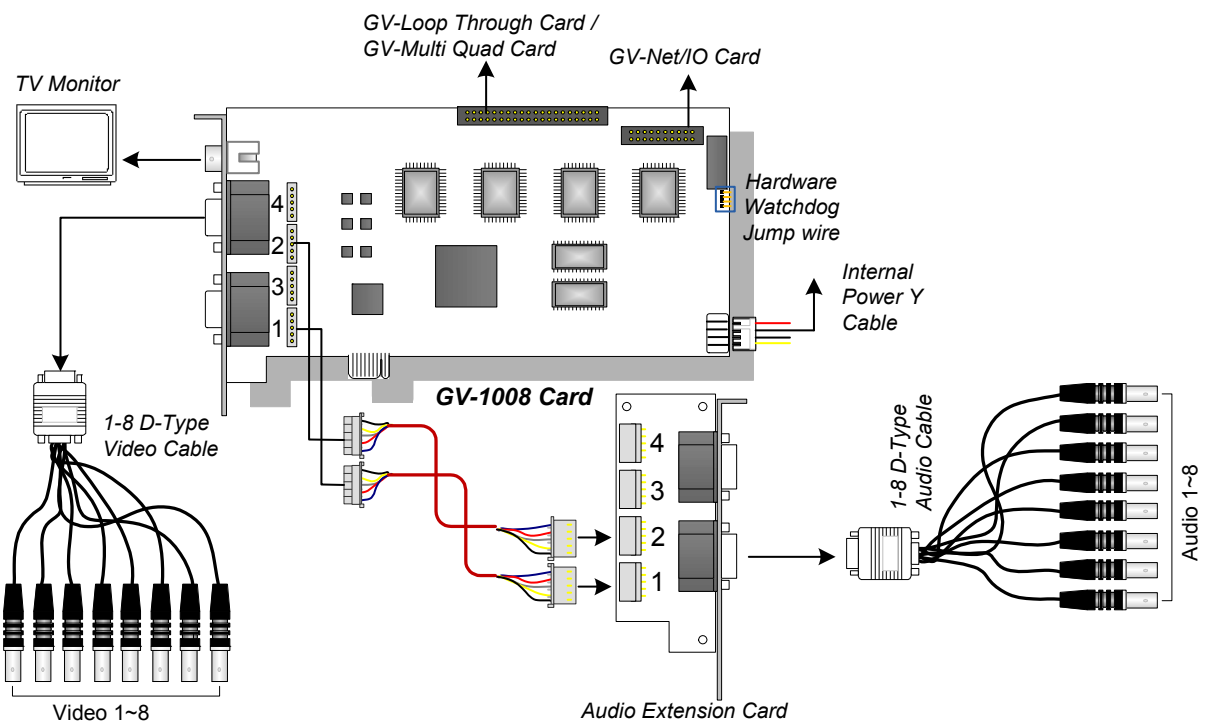 GV-Loop Through Card /
GV-Multi Quad Card
GV-Net/IO Card
TV Monitor
Hardware
Watchdog
Jump wire
4
2
3
1
Internal
Power Y
Cable
GV-1008 Card
1-8 D-Type
Video Cable
4
3
2
1
1-8 D-Type
Audio Cable
Audio 1~8
Video 1~8
Audio Extension Card